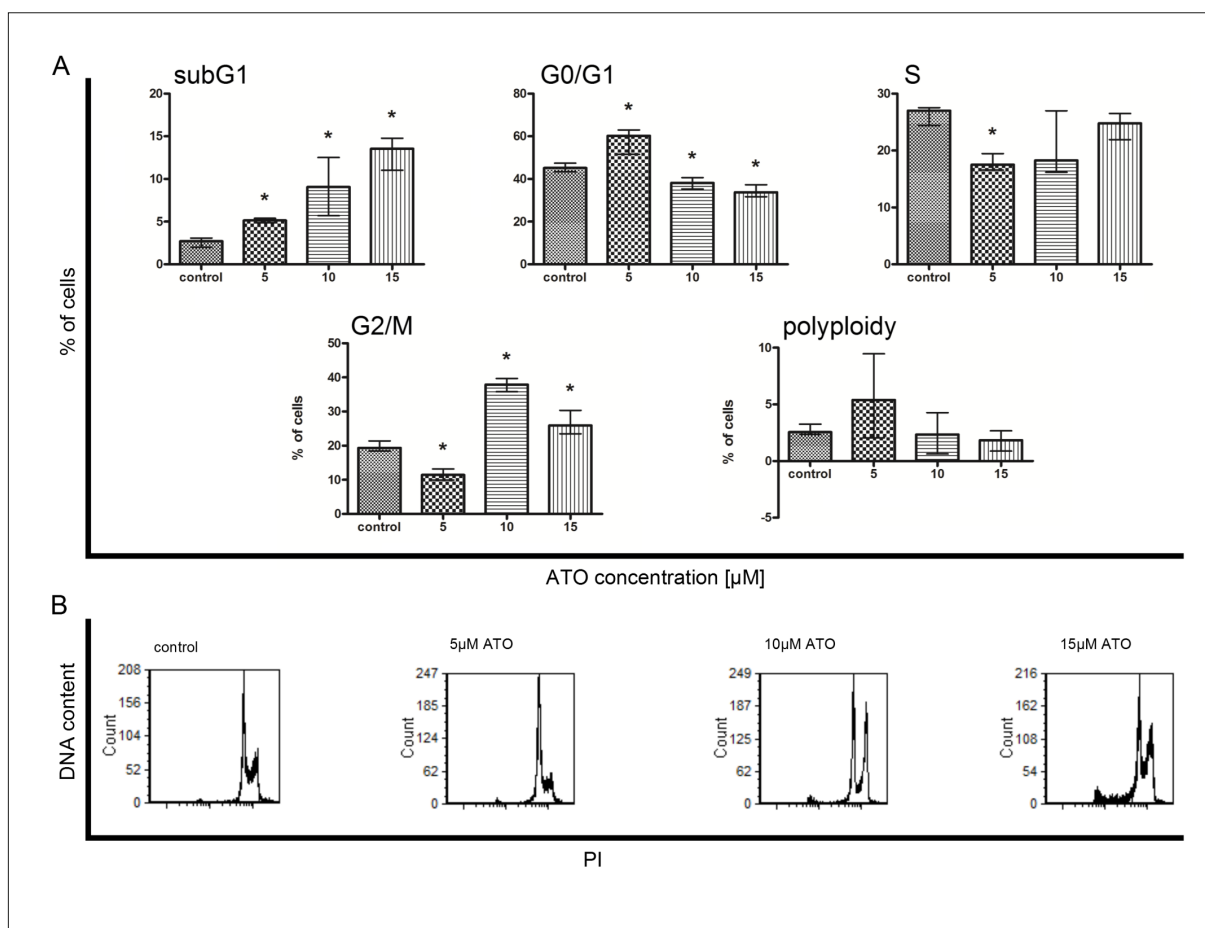 A
subG1
20
15
10
5
0
* * *
control 5 10 15
G0/G1
80
60
40
20
0
* * *
control 5 10 15
S
30
20
10
0
*
control 5 10 15
% of cells
G2/M
50
40
30
20
10
0
% of cells
* * *
control 5 10 15
polyploidy
10
5
0
-5
% of cells
control 5 10 15
ATO concentration [µM]
B
DNA content
control
208
156
104
52
0
Count
5µM ATO
247
187
124
62
0
Count
10µM ATO
249
187
125
62
0
Count
15µM ATO
216
162
108
54
0
Count
PI